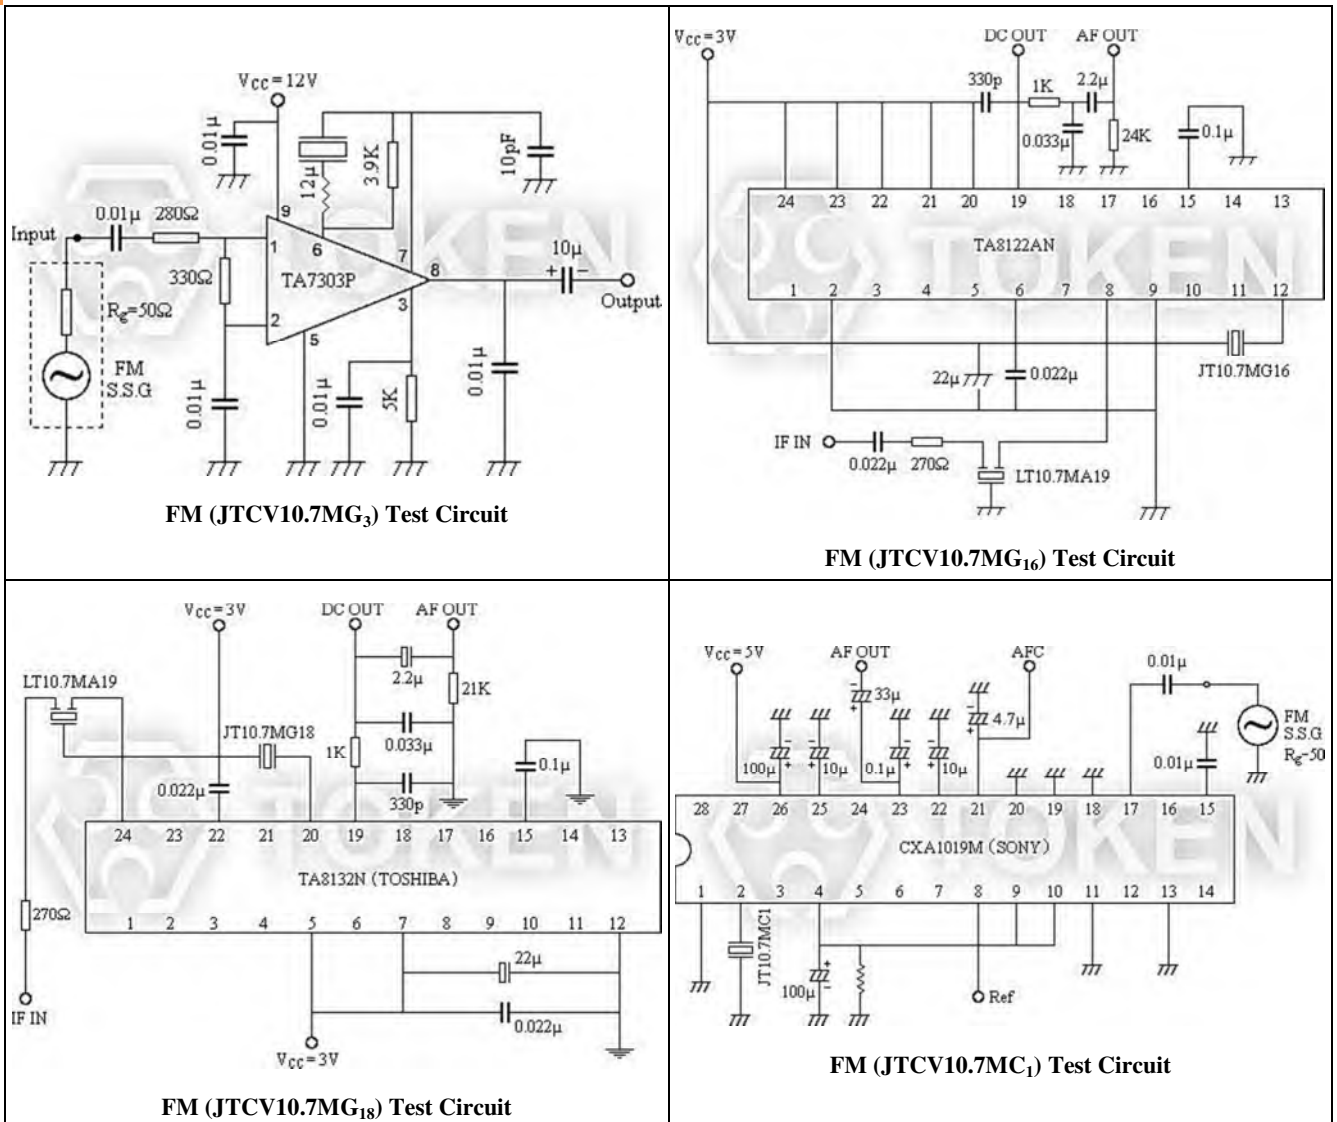 Vcc=12V
0.01μ
12μ
3.9K
10pF
Input
0.01μ
280Ω
330Ω
9
6
1
TA7303P
7
8
3
2
5
10μ
+ −
Output
Rg=50Ω
FM
S.S.G
0.01μ
0.01μ
5K
0.01μ
TOKEN
FM (JTCV10.7MG3) Test Circuit
Vcc=3V
DC OUT
AF OUT
330p
1K
2.2μ
0.033μ
24K
0.1μ
24 23 22 21 20 19 18 17 16 15 14 13
TA8122AN
TOKEN
1 2 3 4 5 6 7 8 9 10 11 12
22μ
0.022μ
JT10.7MG16
IF IN
0.022μ
270Ω
LT10.7MA19
FM (JTCV10.7MG16) Test Circuit
Vcc=3V
DC OUT
AF OUT
LT10.7MA19
2.2μ
21K
JT10.7MG18
0.033μ
1K
0.022μ
330p
0.1μ
24 23 22 21 20 19 18 17 16 15 14 13
TA8132N (TOSHIBA)
TOKEN
1 2 3 4 5 6 7 8 9 10 11 12
270Ω
22μ
0.022μ
IF IN
Vcc=3V
FM (JTCV10.7MG18) Test Circuit
Vcc=5V
AF OUT
AFC
0.01μ
33μ
4.7μ
FM
S.S.G
Rg-50
100μ
10μ
0.1μ
10μ
0.01μ
28 27 26 25 24 23 22 21 20 19 18 17 16 15
CXA1019M (SONY)
TOKEN
1 2 3 4 5 6 7 8 9 10 11 12 13 14
JT10.7MC1
100μ
Ref
FM (JTCV10.7MC1) Test Circuit